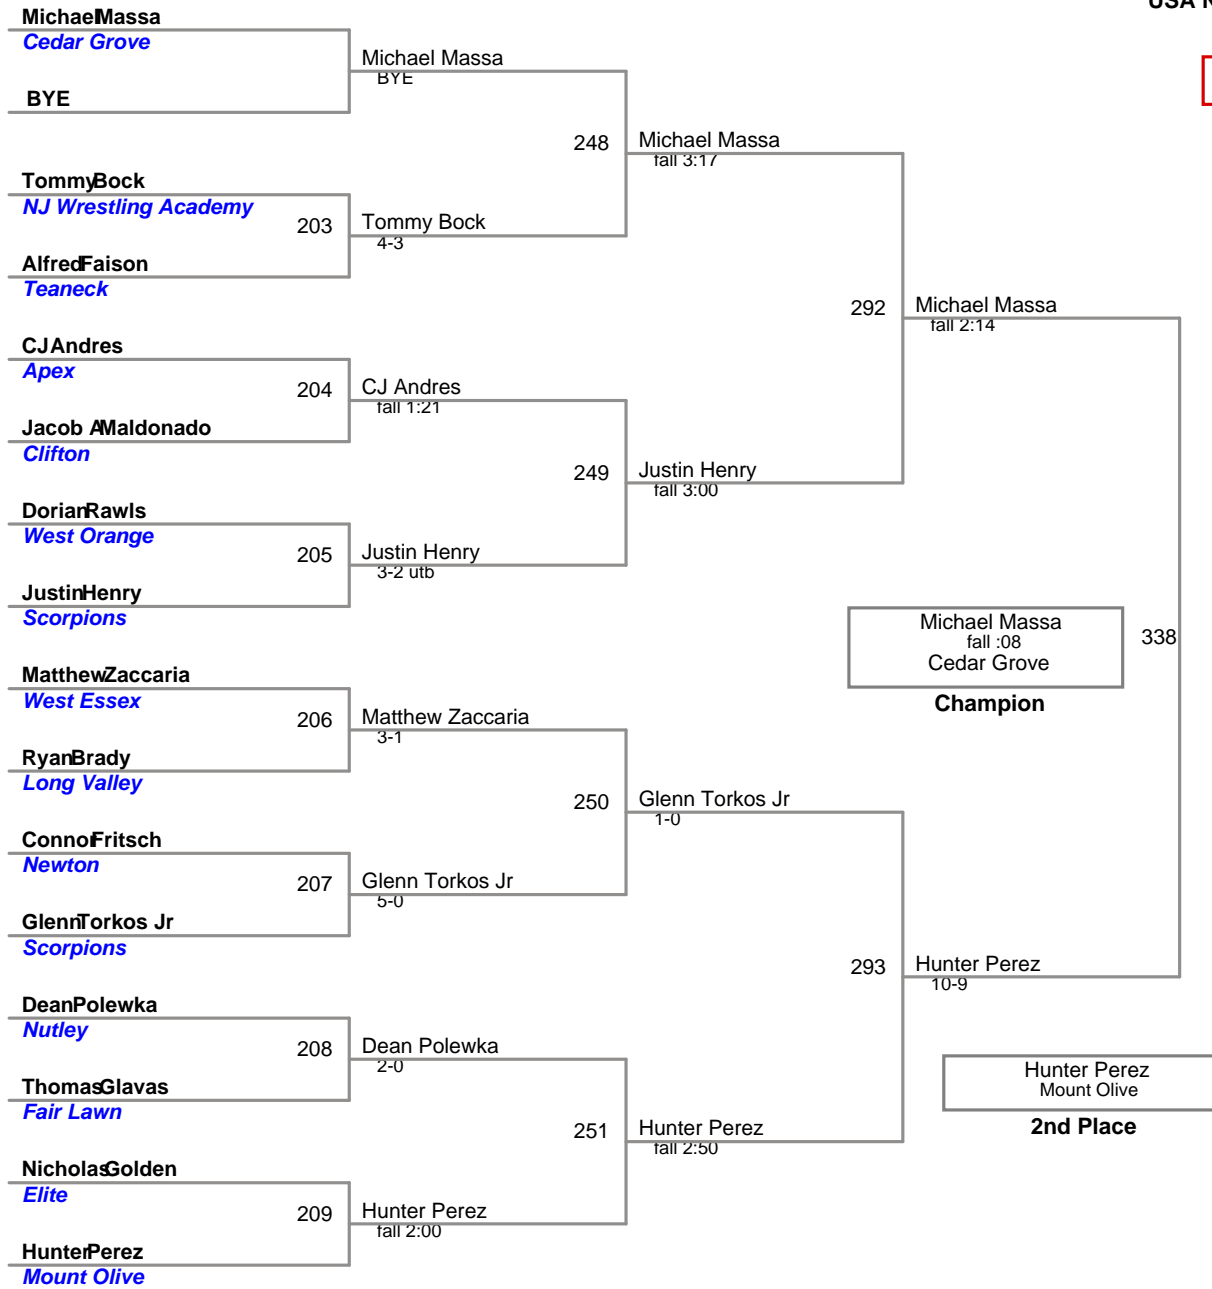 USA N
MichaelMassa
Cedar Grove
Michael Massa
BYE
BYE
248
Michael Massa
fall 3:17
TommyBock
NJ Wrestling Academy
203
Tommy Bock
4-3
AlfredFaison
Teaneck
292
Michael Massa
fall 2:14
CJAndres
Apex
204
CJ Andres
fall 1:21
Jacob AMaldonado
Clifton
249
Justin Henry
fall 3:00
DorianRawls
West Orange
205
Justin Henry
3-2 utb
JustinHenry
Scorpions
Michael Massa
fall :08
Cedar Grove
338
Champion
MatthewZaccaria
West Essex
206
Matthew Zaccaria
3-1
RyanBrady
Long Valley
250
Glenn Torkos Jr
1-0
ConnorFritsch
Newton
207
Glenn Torkos Jr
5-0
GlennTorkos Jr
Scorpions
293
Hunter Perez
10-9
DeanPolewka
Nutley
208
Dean Polewka
2-0
ThomasGlavas
Fair Lawn
Hunter Perez
Mount Olive
2nd Place
251
Hunter Perez
fall 2:50
NicholasGolden
Elite
209
Hunter Perez
fall 2:00
HunterPerez
Mount Olive